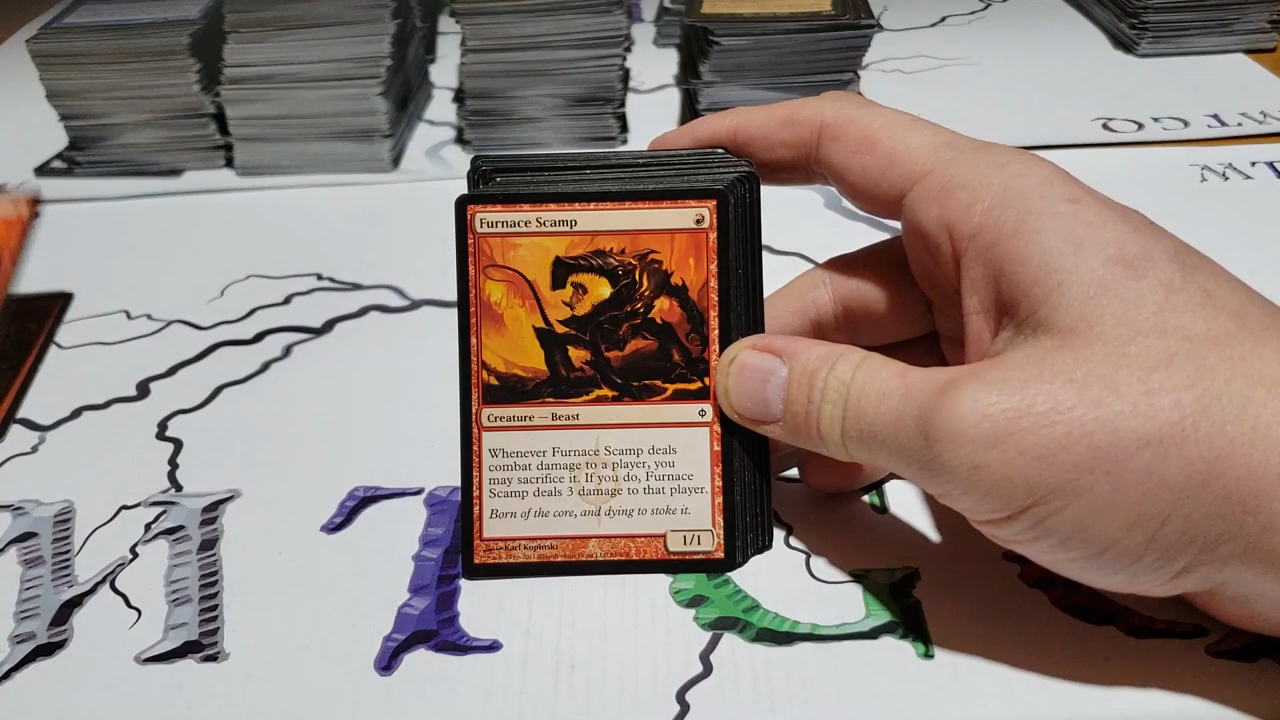 MTGQ
Furnace Scamp
Creature — Beast
Whenever Furnace Scamp deals
combat damage to a player, you
may sacrifice it. If you do, Furnace
Scamp deals 3 damage to that player.
Born of the core, and dying to stoke it.
1/1
Karl Kopinski
M T G